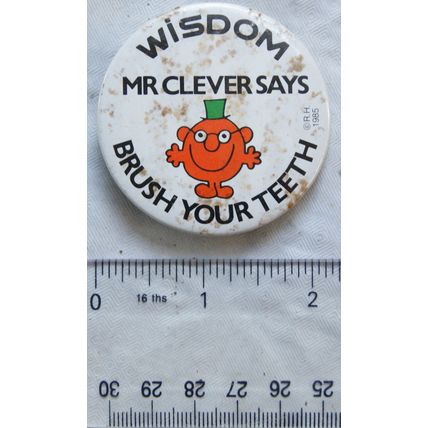 WiSDOM
MR CLEVER SAYS
© R.H. 1985
BRUSH YOUR TEETH
0 16 ths 1 2
30 29 28 27 26 25